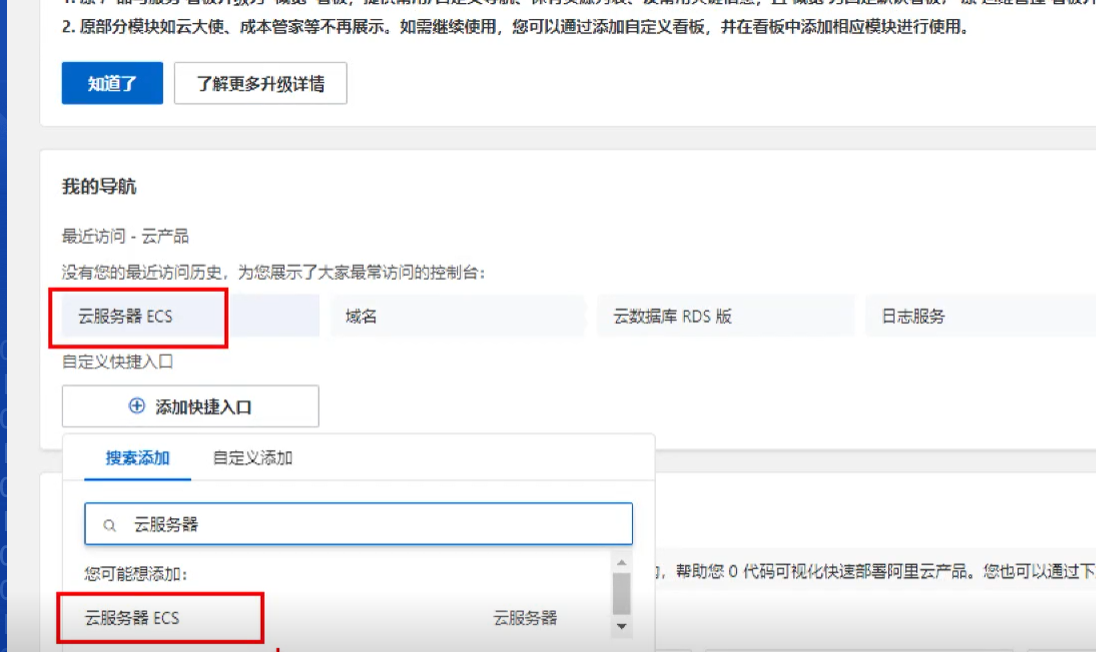 2. 原部分模块如云大使、成本管家等不再展示。如需继续使用，您可以通过添加自定义看板，并在看板中添加相应模块进行使用。
知道了
了解更多升级详情
我的导航
最近访问 - 云产品
没有您的最近访问历史，为您展示了大家最常访问的控制台：
云服务器 ECS
域名
云数据库 RDS 版
日志服务
自定义快捷入口
添加快捷入口
搜索添加
自定义添加
云服务器
您可能想添加：
，帮助您 0 代码可视化快速部署阿里云产品。您也可以通过下
云服务器 ECS
云服务器